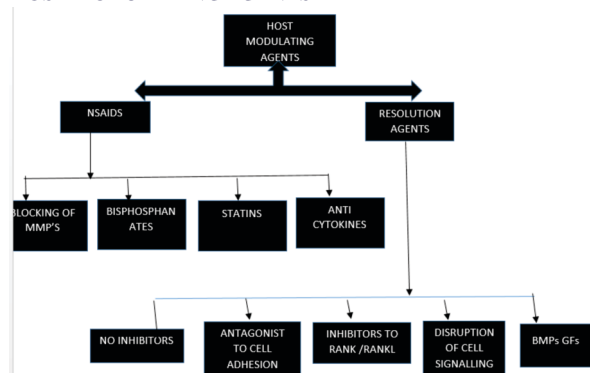 HOST
MODULATING
AGENTS
NSAIDS
RESOLUTION
AGENTS
BLOCKING OF
MMP'S
BISPHOSPHAN
ATES
STATINS
ANTI
CYTOKINES
NO INHIBITORS
ANTAGONIST
TO CELL
ADHESION
INHIBITORS TO
RANK /RANKL
DISRUPTION
OF CELL
SIGNALLING
BMPs GFs